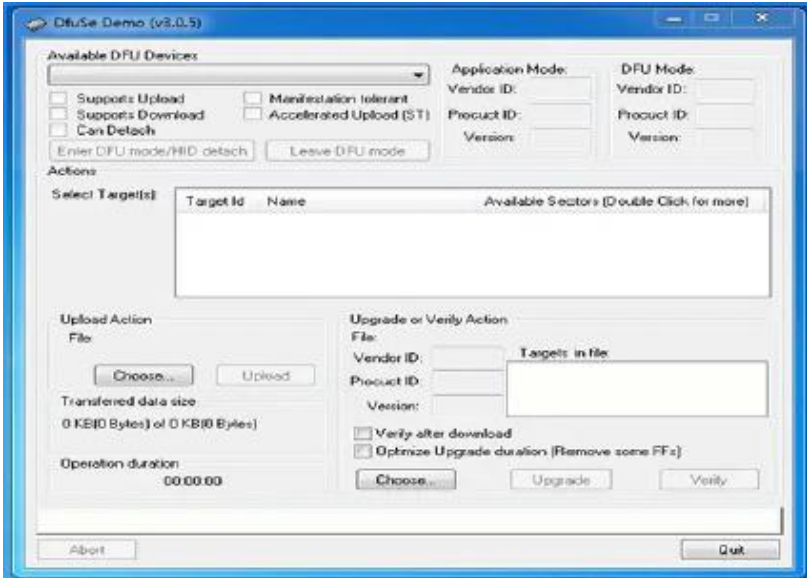 DfuSe Demo (v3.0.5)
Available DFU Devices
Application Mode:
DFU Mode:
Supports Upload
Manifestation tolerant
Vendor ID:
Vendor ID:
Supports Download
Accelerated Upload (ST)
Procuct ID:
Procuct ID:
Can Detach
Version:
Version:
Enter DFU mode/HID detach
Leave DFU mode
Actions
Select Target(s):
Target Id
Name
Available Sectors (Double Click for more)
Upload Action
File:
Choose...
Upload
Transferred data size
0 KB(0 Bytes) of 0 KB(0 Bytes)
Operation duration
00:00:00
Upgrade or Verify Action
File:
Vendor ID:
Targets in file:
Procuct ID:
Version:
Verify after download
Optimize Upgrade duration (Remove some FFs)
Choose...
Upgrade
Verify
Abort
Quit